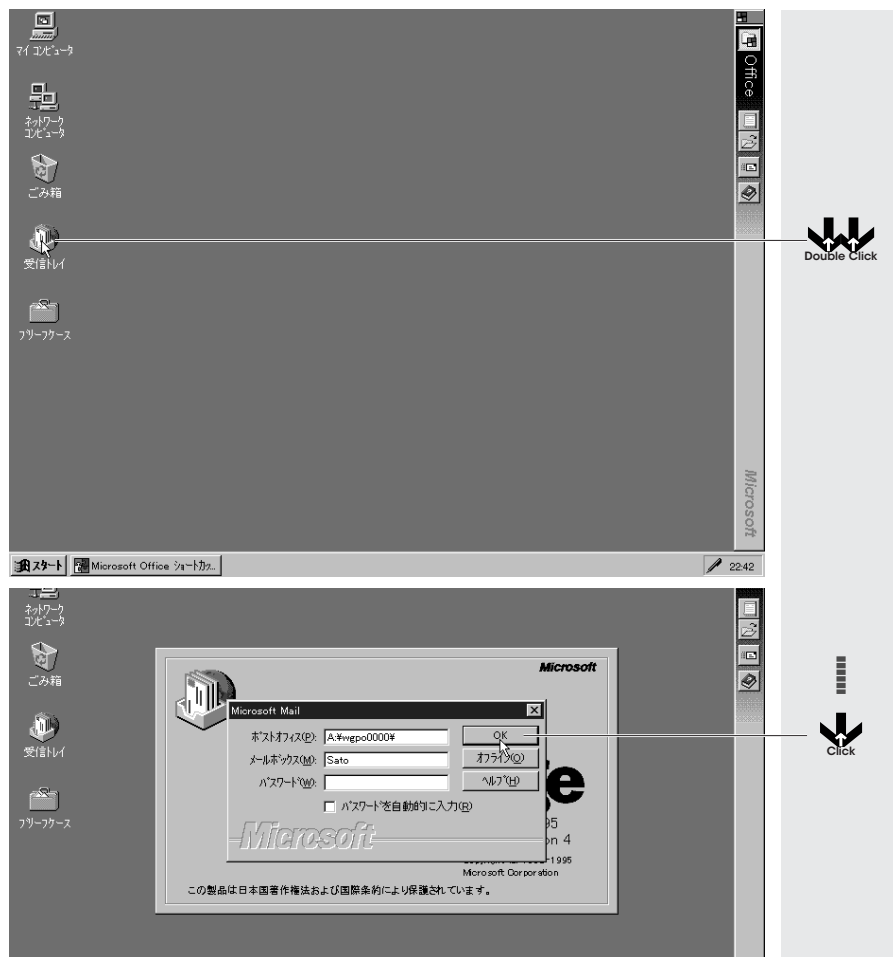 マイ コンピュータ
ネットワーク
コンピュータ
ごみ箱
受信トレイ
ブリーフケース
Office
Microsoft
スタート
Microsoft Office ショートカッ..
22:42
Double Click
ネットワーク
コンピュータ
ごみ箱
受信トレイ
ブリーフケース
Microsoft
Microsoft Mail
ポストオフィス(P): A:¥wgpo0000¥
OK
メールボックス(M): Sato
オフライン(O)
パスワード(W):
ヘルプ(H)
パスワードを自動的に入力(R)
Microsoft
95
on 4
1995
Microsoft Corporation
この製品は日本国著作権法および国際条約により保護されています。
Click